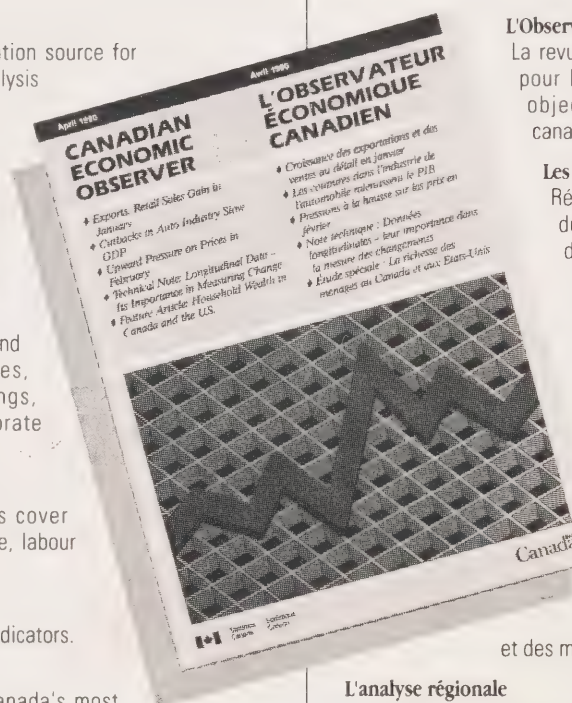 tion source for
lysis
nd
es,
ngs,
orate
s cover
e, labour
dicators.
anada's most
April 1990
CANADIAN
ECONOMIC
OBSERVER
♦ Exports, Retail Sales Gain in
January
♦ Cutbacks in Auto Industry Slow
GDP
♦ Upward Pressure on Prices in
February
♦ Technical Note: Longitudinal Data –
Its Importance in Measuring Change
♦ Feature Article: Household Wealth in
Canada and the U.S.
Avril 1990
L'OBSERVATEUR
ÉCONOMIQUE
CANADIEN
♦ Croissance des exportations et des
ventes au détail en janvier
♦ Les coupures dans l'industrie de
l'automobile ralentissent le PIB
♦ Pressions à la hausse sur les prix en
février
♦ Note technique : Données
longitudinales – leur importance dans
la mesure des changements
♦ Étude spéciale - La richesse des
ménages au Canada et aux Etats-Unis
Statistics Statistique
Canada Canada
Canada
L'Observ
La revu
pour l
objec
cana
Les
Ré
de
d
et des m
L'analyse régionale